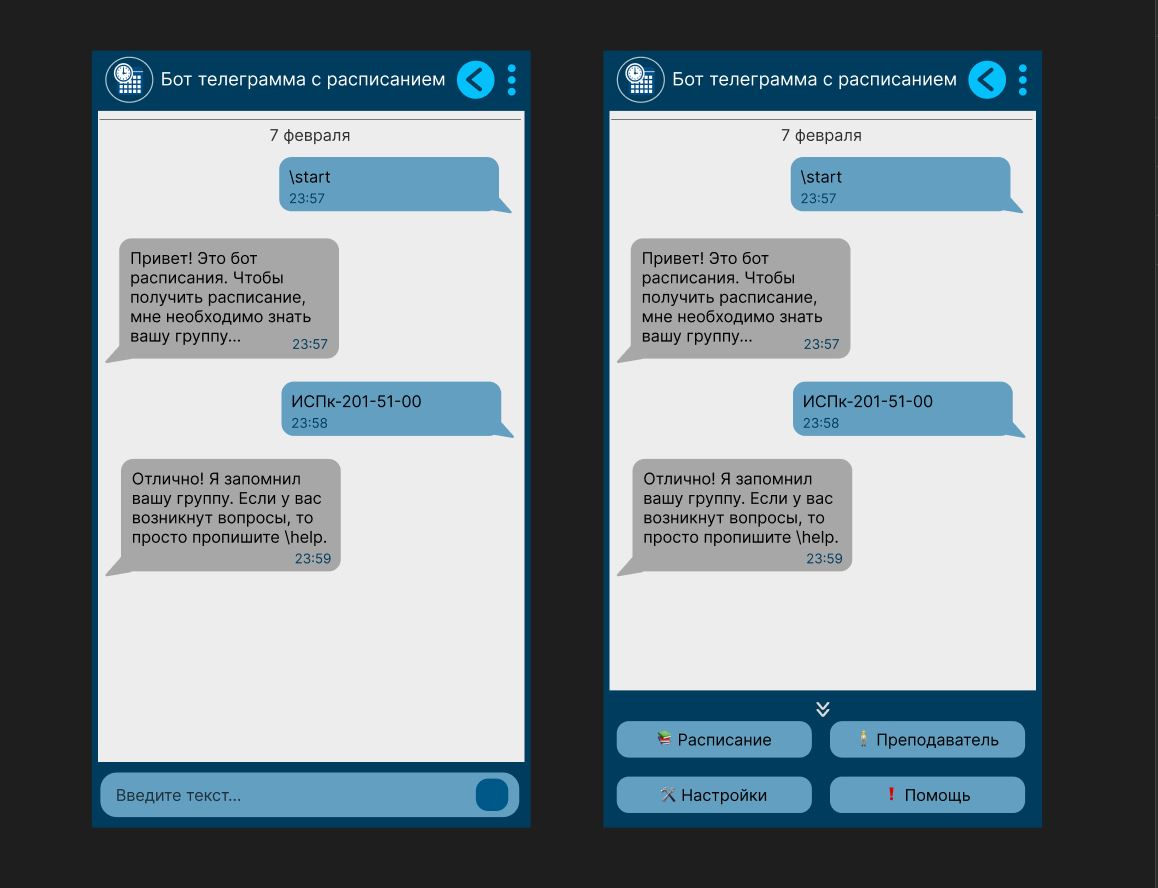 Бот телеграмма с расписанием
7 февраля
\start
23:57
Привет! Это бот
расписания. Чтобы
получить расписание,
мне необходимо знать
вашу группу...
23:57
ИСПк-201-51-00
23:58
Отлично! Я запомнил
вашу группу. Если у вас
возникнут вопросы, то
просто пропишите \help.
23:59
Введите текст...
Бот телеграмма с расписанием
7 февраля
\start
23:57
Привет! Это бот
расписания. Чтобы
получить расписание,
мне необходимо знать
вашу группу...
23:57
ИСПк-201-51-00
23:58
Отлично! Я запомнил
вашу группу. Если у вас
возникнут вопросы, то
просто пропишите \help.
23:59
Расписание
Преподаватель
Настройки
Помощь